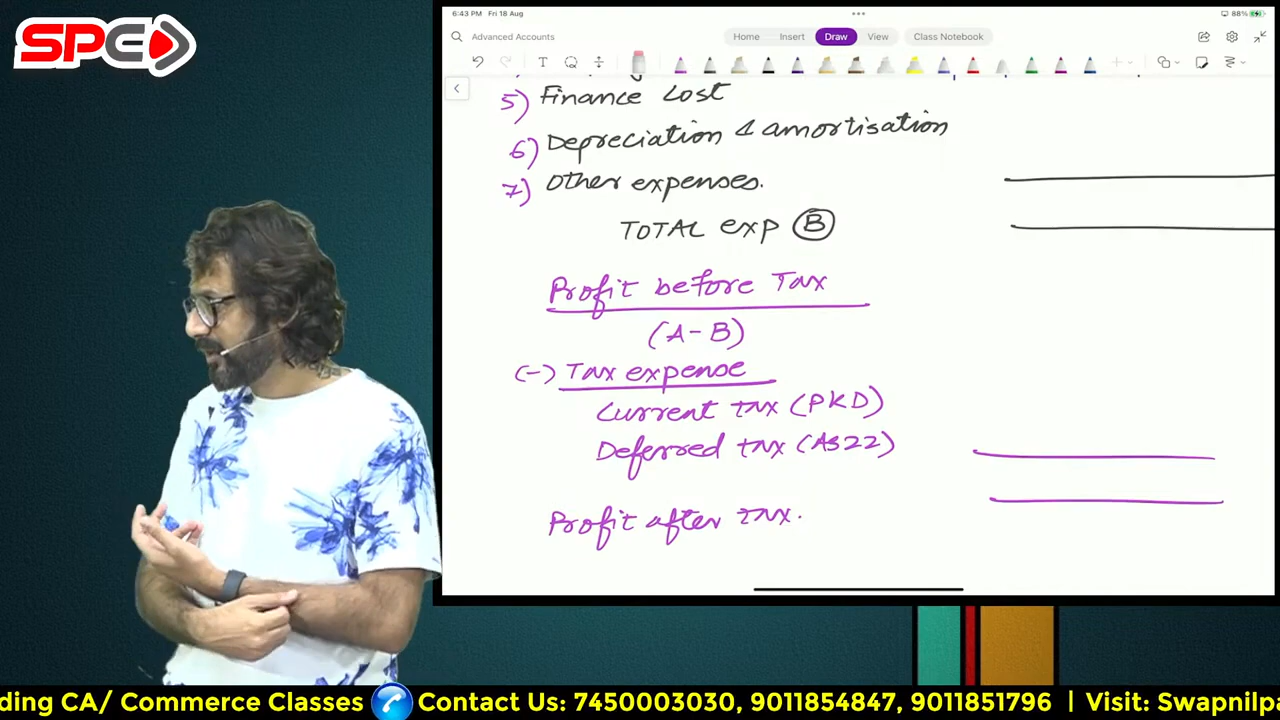 SPC
6:43 PM Fri 18 Aug
88%
Advanced Accounts
Home Insert Draw View Class Notebook
5) Finance Cost
6) Depreciation & amortisation
7) Other expenses.
TOTAL exp B
Profit before Tax
(A-B)
(-) Tax expense
Current tax (PKD)
Deferred tax (AS22)
Profit after tax.
ding CA/ Commerce Classes Contact Us: 7450003030, 9011854847, 9011851796 | Visit: Swapnilpa